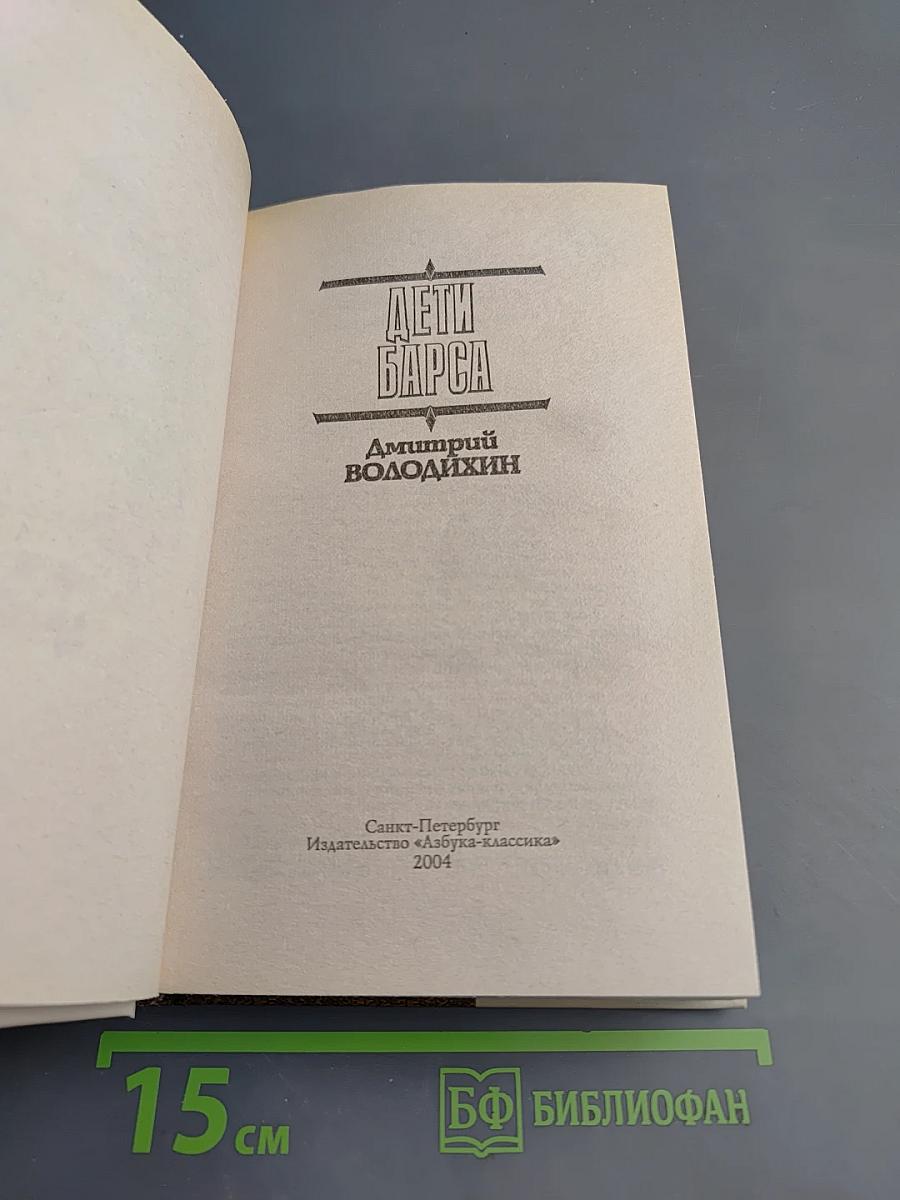 ДЕТИ
БАРСА
Дмитрий
ВОЛОДИХИН
Санкт-Петербург
Издательство «Азбука-классика»
2004
15 см
БФ БИБЛИОФАН